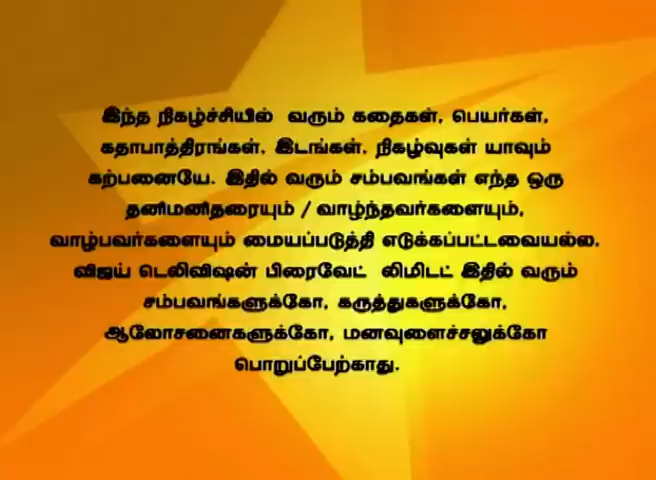 இந்த நிகழ்ச்சியில் வரும் கதைகள், பெயர்கள்,
கதாபாத்திரங்கள், இடங்கள், நிகழ்வுகள் யாவும்
கற்பனையே. இதில் வரும் சம்பவங்கள் எந்த ஒரு
தனிமனிதரையும் / வாழ்ந்தவர்களையும்,
வாழ்பவர்களையும் மையப்படுத்தி எடுக்கப்பட்டவையல்ல.
விஜய் டெலிவிஷன் பிரைவேட் லிமிடட் இதில் வரும்
சம்பவங்களுக்கோ, கருத்துகளுக்கோ,
ஆலோசனைகளுக்கோ, மனவுளைச்சலுக்கோ
பொறுப்பேற்காது.